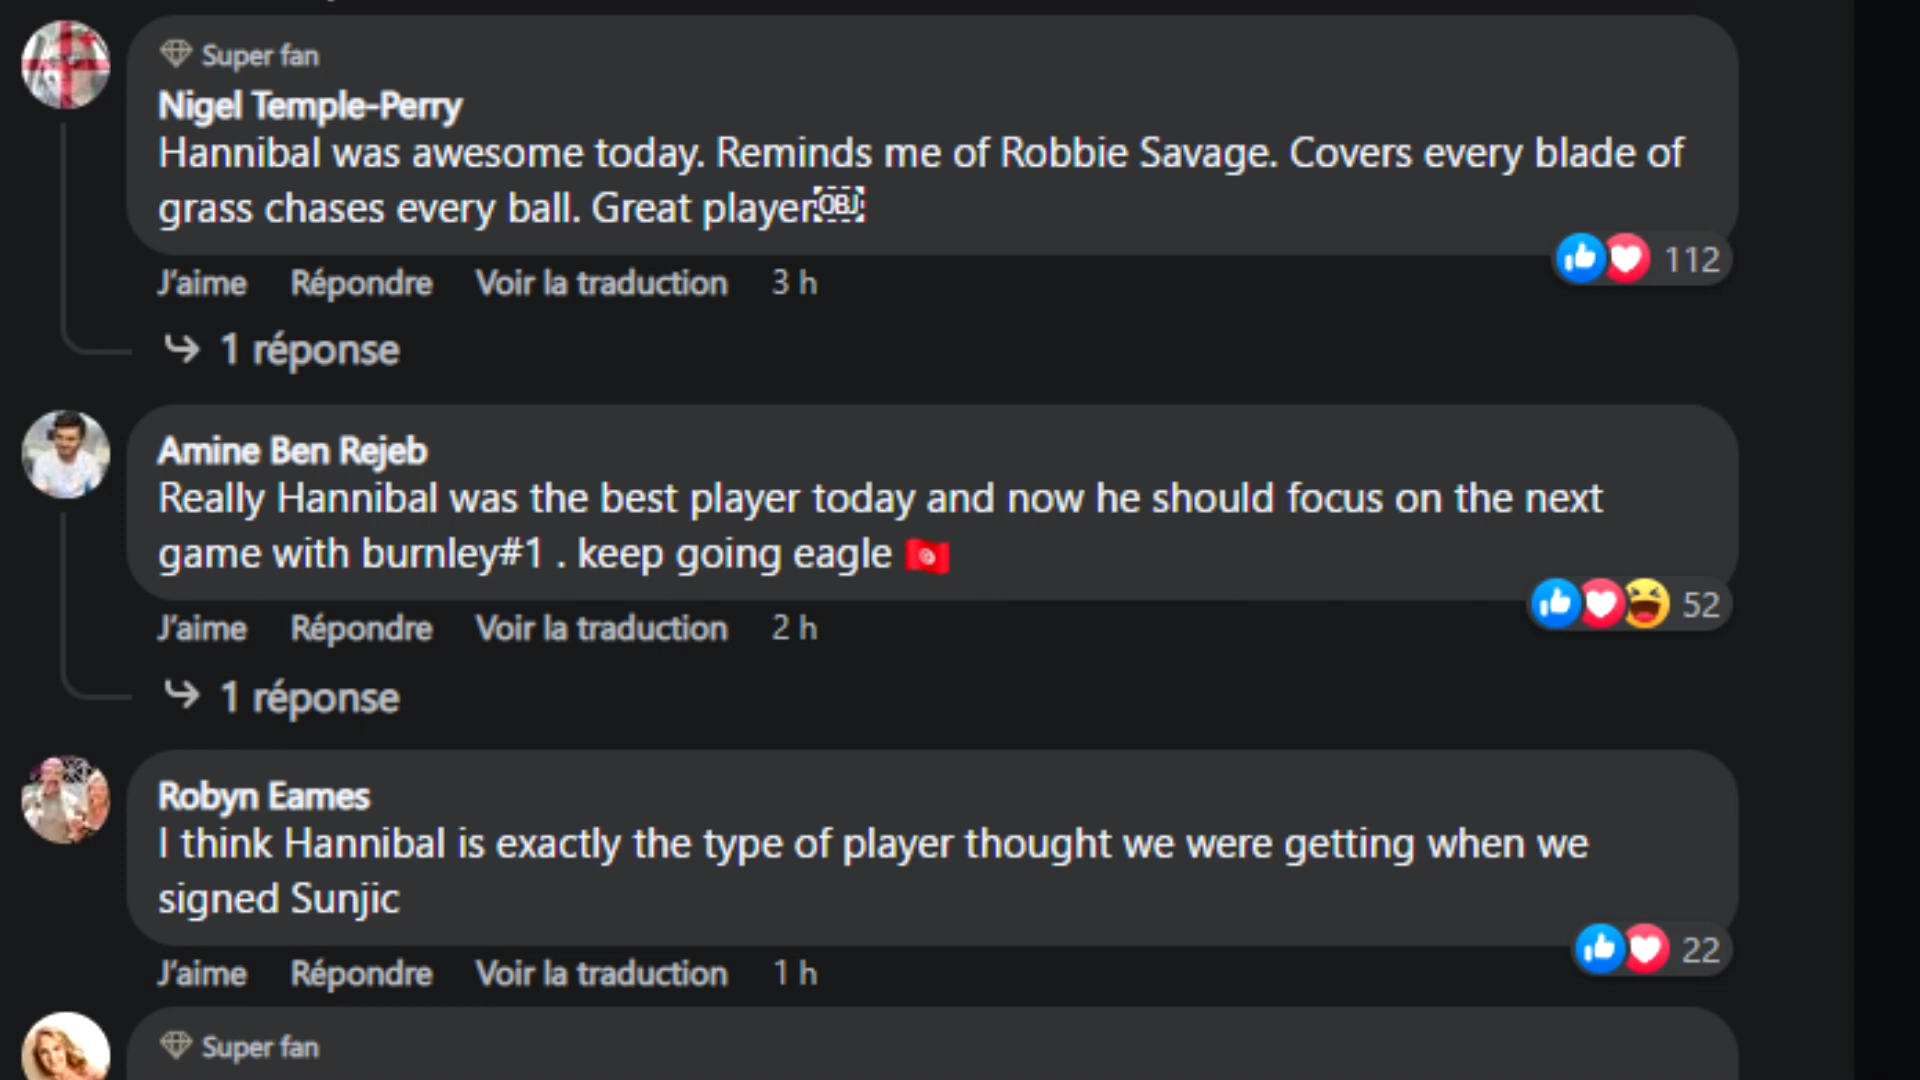 Super fan
Nigel Temple-Perry
Hannibal was awesome today. Reminds me of Robbie Savage. Covers every blade of
grass chases every ball. Great player￼
J'aime Répondre Voir la traduction 3 h 112
1 réponse
Amine Ben Rejeb
Really Hannibal was the best player today and now he should focus on the next
game with burnley#1 . keep going eagle 🇹🇳
J'aime Répondre Voir la traduction 2 h 52
1 réponse
Robyn Eames
I think Hannibal is exactly the type of player thought we were getting when we
signed Sunjic
J'aime Répondre Voir la traduction 1 h 22
Super fan